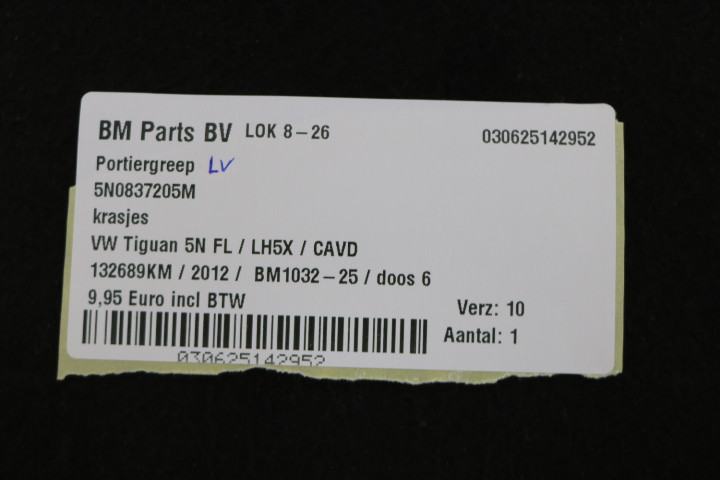 BM Parts BV LOK 8-26 030625142952
Portiergreep LV
5N0837205M
krasjes
VW Tiguan 5N FL / LH5X / CAVD
132689KM / 2012 / BM1032-25 / doos 6
9,95 Euro incl BTW
Verz: 10
Aantal: 1
030625142952